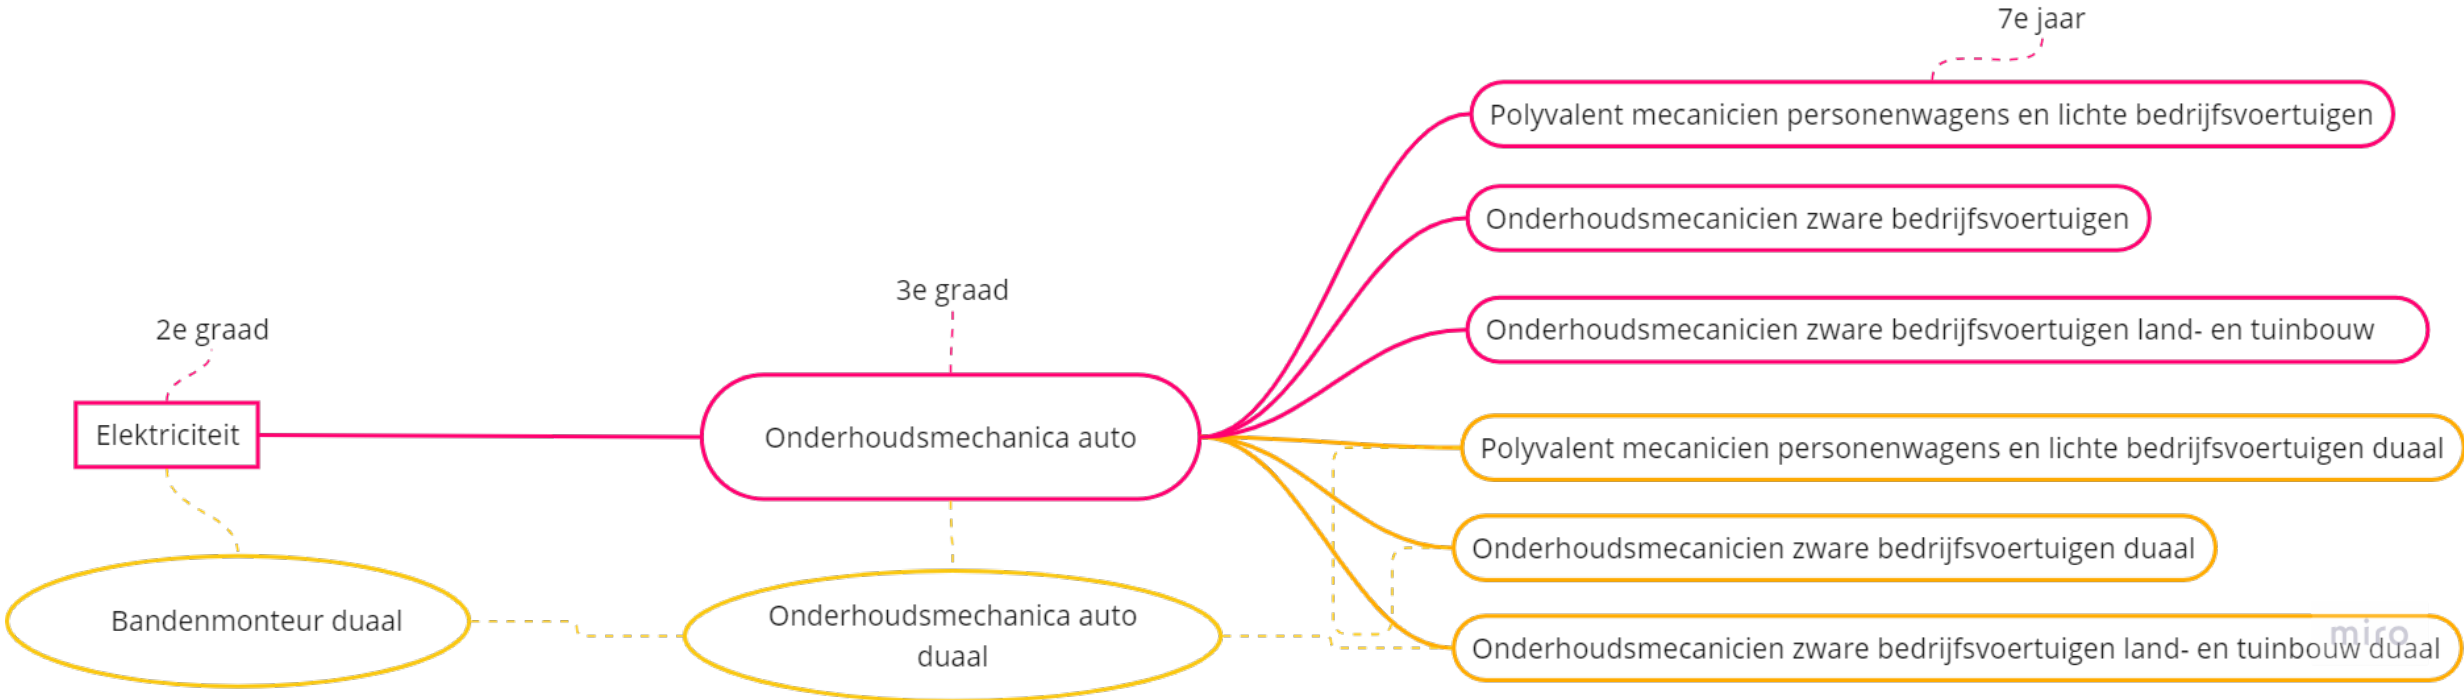 7e jaar
Polyvalent mecanicien personenwagens en lichte bedrijfsvoertuigen
Onderhoudsmecanicien zware bedrijfsvoertuigen
3e graad
2e graad
Onderhoudsmecanicien zware bedrijfsvoertuigen land- en tuinbouw
Elektriciteit
Onderhoudsmechanica auto
Polyvalent mecanicien personenwagens en lichte bedrijfsvoertuigen duaal
Onderhoudsmecanicien zware bedrijfsvoertuigen duaal
Bandenmonteur duaal
Onderhoudsmechanica auto
duaal
Onderhoudsmecanicien zware bedrijfsvoertuigen land- en tuinbouw duaal
miro